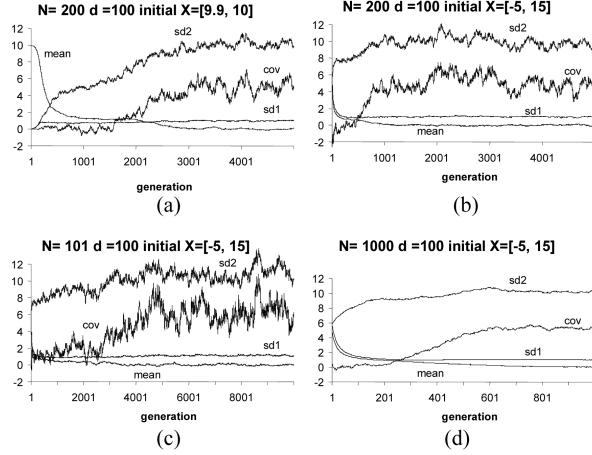 N= 200 d =100 initial X=[9.9, 10]
12
10
8
6
4
2
0
-2
mean
sd2
cov
sd1
1 1001 2001 3001 4001
generation
(a)
N= 200 d =100 initial X=[-5, 15]
12
10
8
6
4
2
0
-2
sd2
cov
sd1
mean
1 1001 2001 3001 4001
generation
(b)
N= 101 d =100 initial X=[-5, 15]
14
12
10
8
6
4
2
0
-2
sd2
cov
sd1
mean
1 2001 4001 6001 8001
generation
(c)
N= 1000 d =100 initial X=[-5, 15]
12
10
8
6
4
2
0
-2
sd2
cov
sd1
mean
1 201 401 601 801
generation
(d)